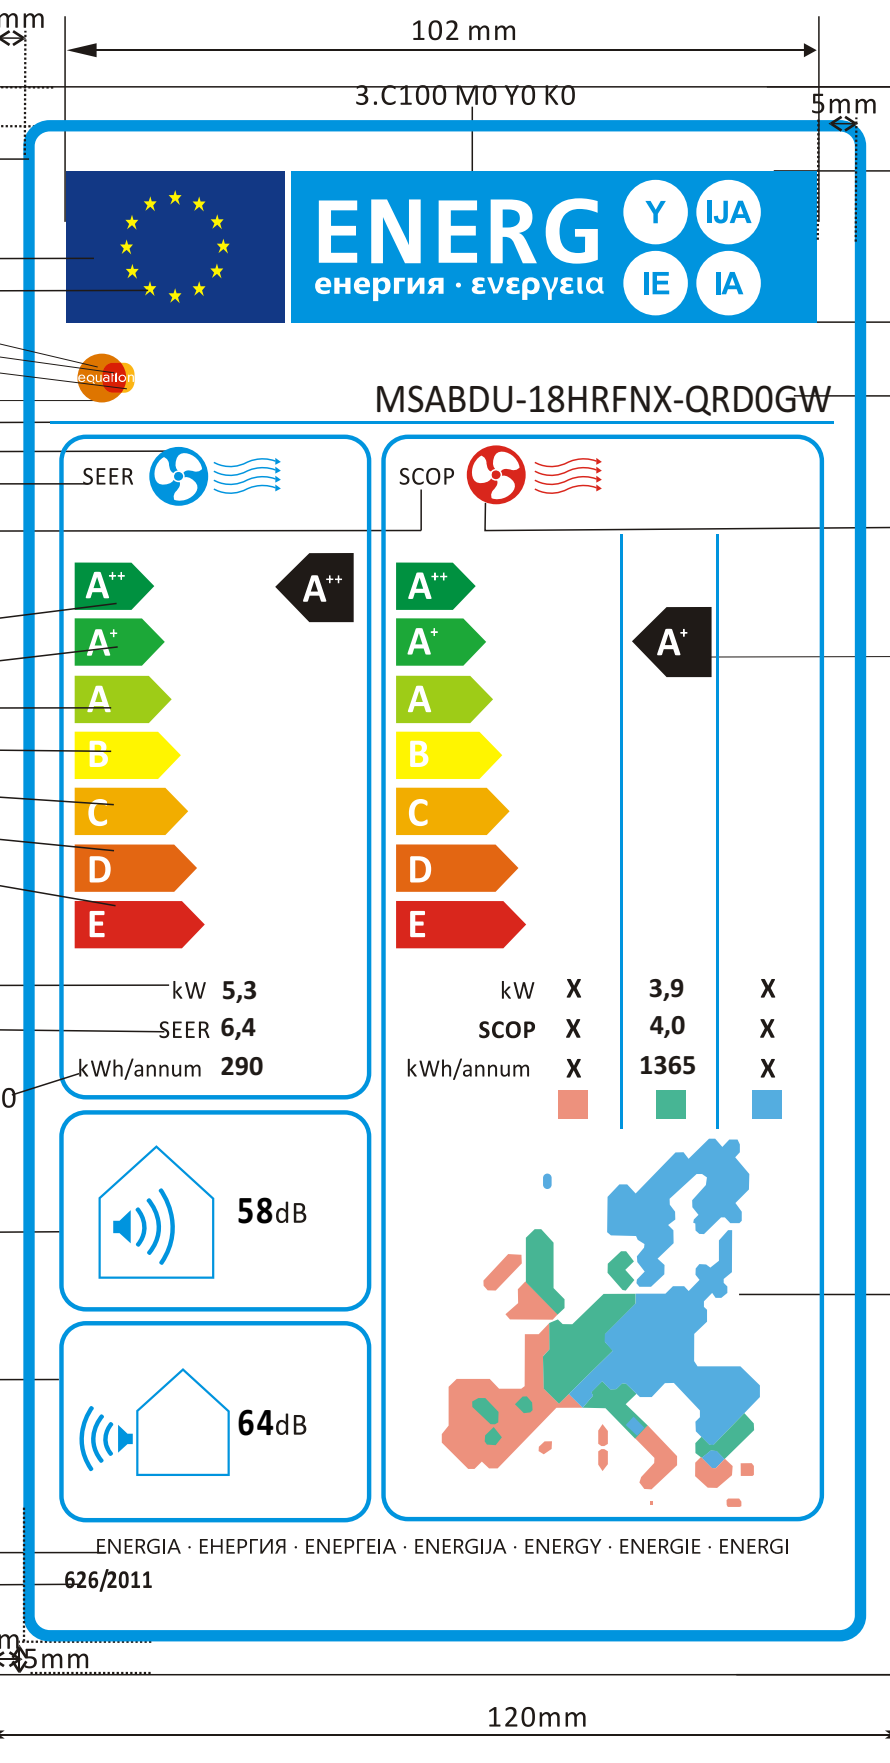 mm
102 mm
3.C100 M0 Y0 K0
5mm
ENERG
енергия · ενεργεια
Y IJA
IE IA
equation
MSABDU-18HRFNX-QRD0GW
SEER
SCOP
A++ A++
A+
A
B
C
D
E
A++
A+ A+
A
B
C
D
E
kW 5,3
SEER 6,4
kWh/annum 290
kW X 3,9 X
SCOP X 4,0 X
kWh/annum X 1365 X
0
58dB
64dB
ENERGIA · ЕНЕРГИЯ · ΕΝΕΡΓΕΙΑ · ENERGIJA · ENERGY · ENERGIE · ENERGI
626/2011
m
5mm
120mm